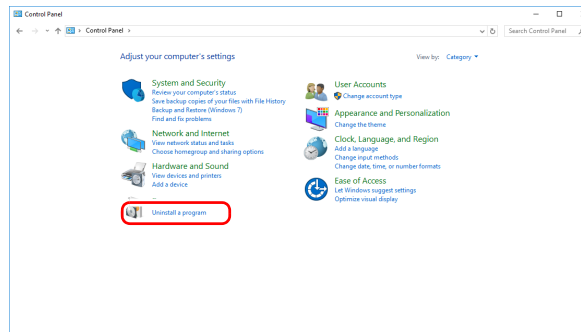 Control Panel
Control Panel
Search Control Panel
Adjust your computer's settings
View by: Category
System and Security
Review your computer's status
Save backup copies of your files with File History
Backup and Restore (Windows 7)
Find and fix problems
Network and Internet
View network status and tasks
Choose homegroup and sharing options
Hardware and Sound
View devices and printers
Add a device
Uninstall a program
User Accounts
Change account type
Appearance and Personalization
Change the theme
Clock, Language, and Region
Add a language
Change input methods
Change date, time, or number formats
Ease of Access
Let Windows suggest settings
Optimize visual display